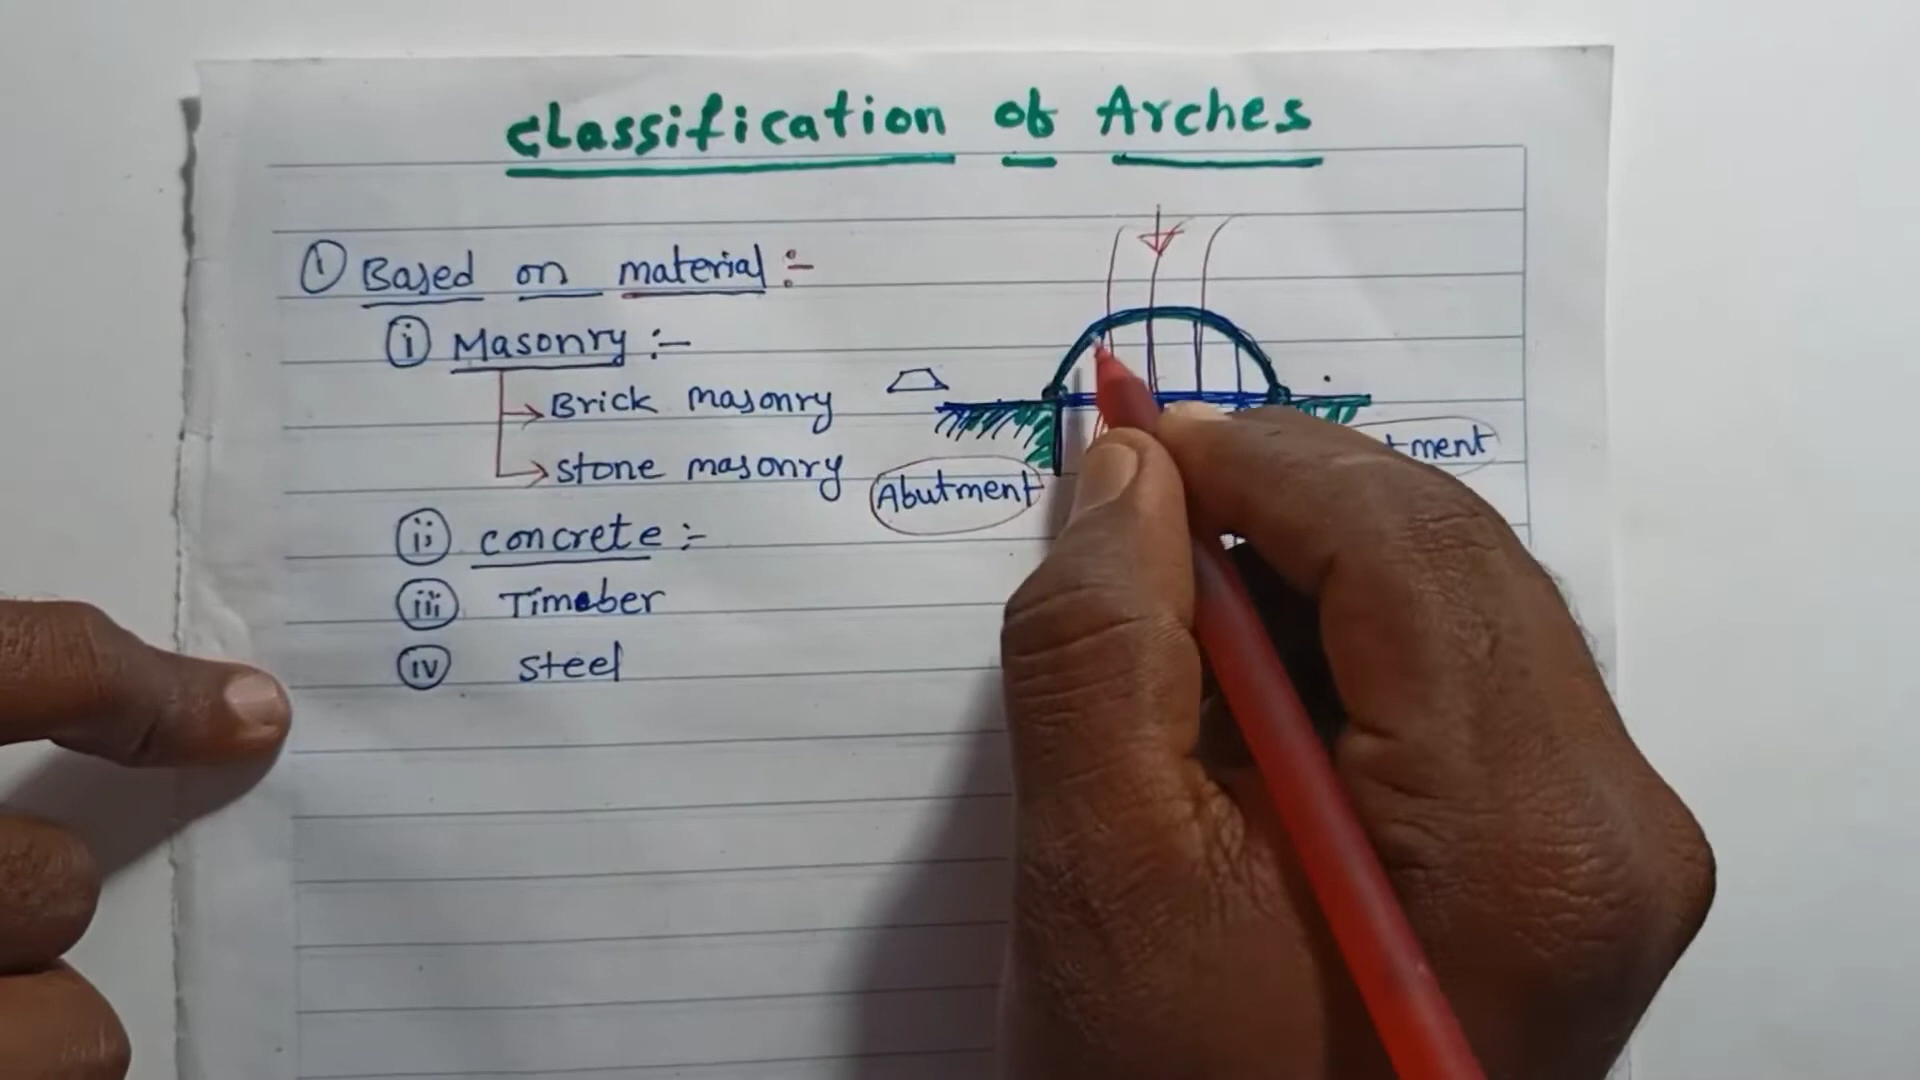 classification of Arches
① Based on material :-
ⓘ Masonry :-
Brick masonry
stone masonry
Abutment
tment
ⓘⓘ concrete :-
ⓘⓘⓘ Timber
ⓘⓥ steel